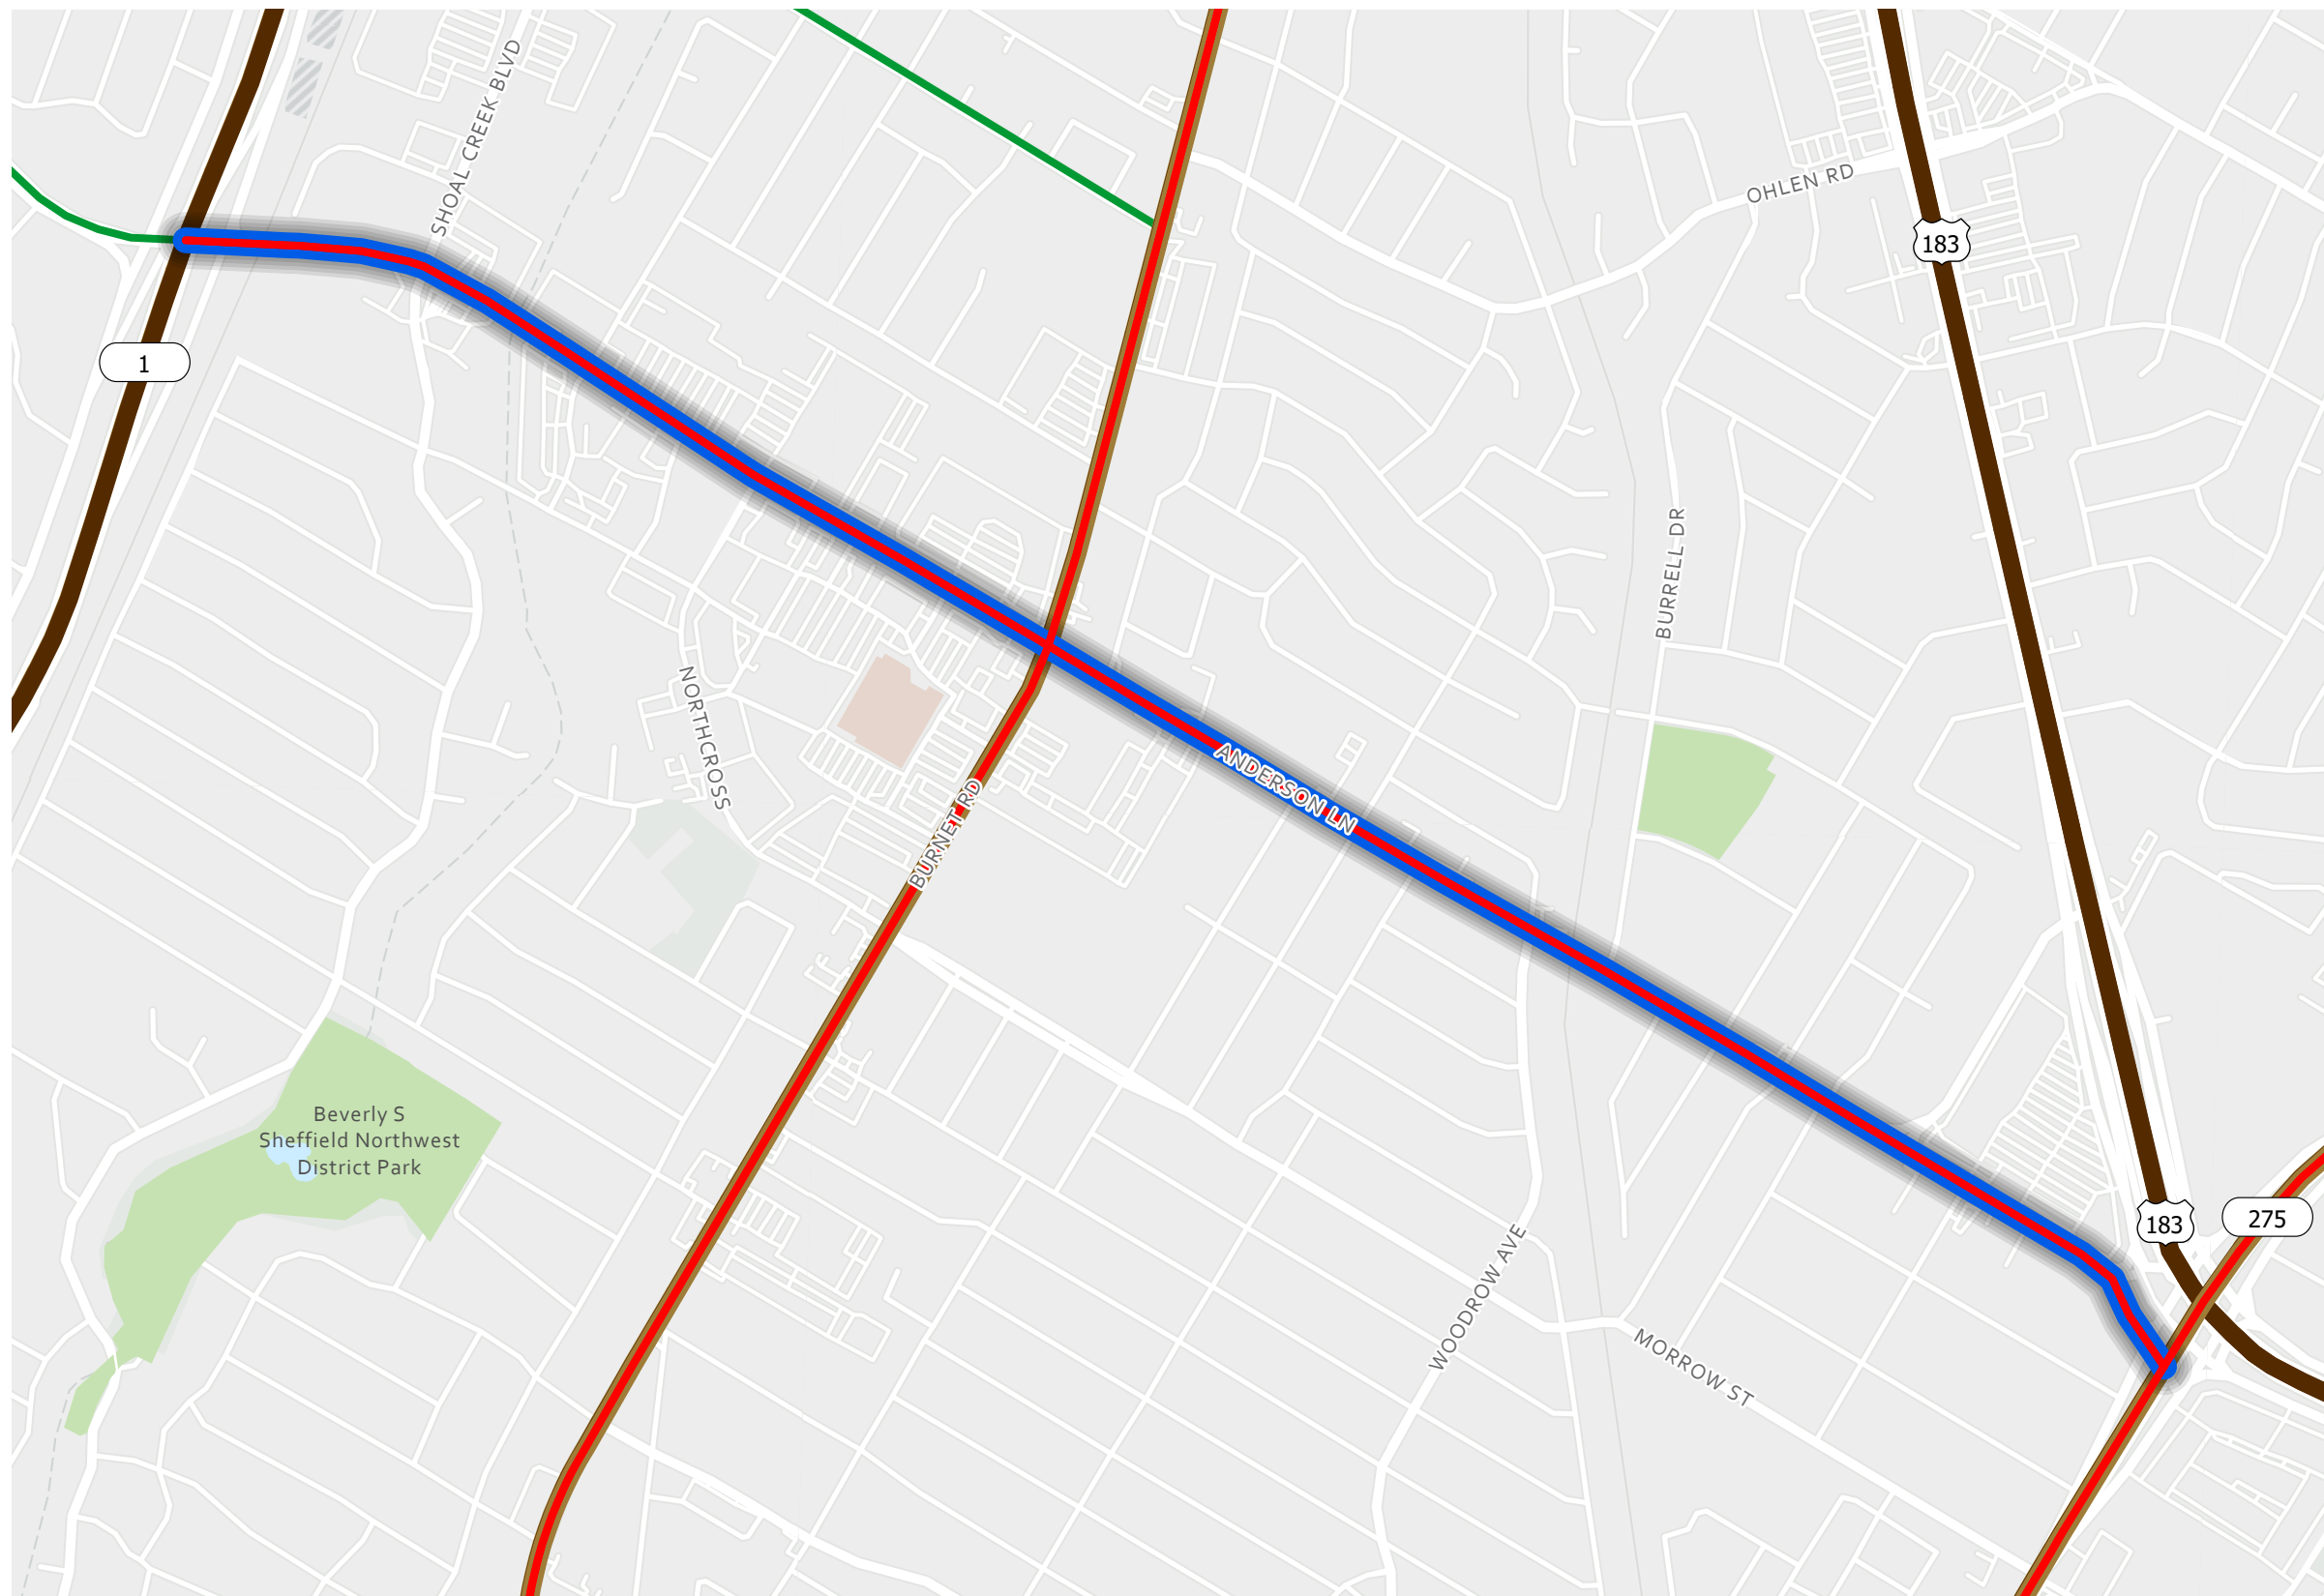 SHOAL CREEK BLVD
OHLEN RD
183
1
BURRELL DR
NORTHCROSS
ANDERSON LN
BURNET RD
Beverly S
Sheffield Northwest
District Park
183
275
WOODROW AVE
MORROW ST